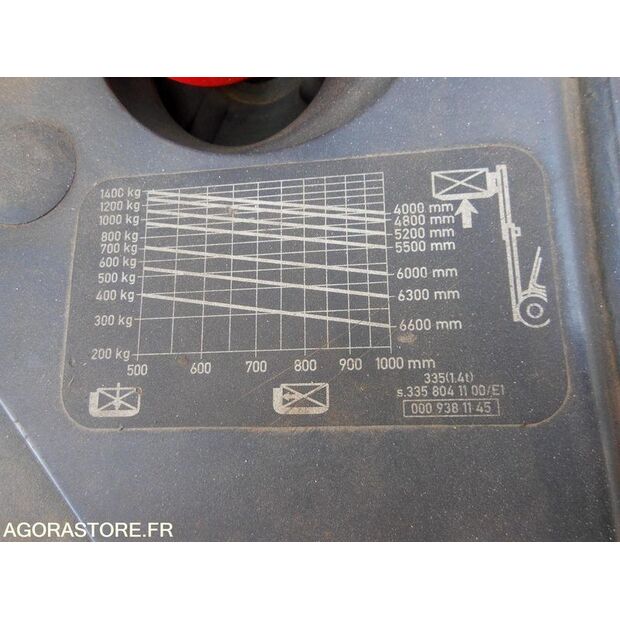 1400 kg
1200 kg
1000 kg
800 kg
700 kg
600 kg
500 kg
400 kg
300 kg
200 kg
4000 mm
4800 mm
5200 mm
5500 mm
6000 mm
6300 mm
6600 mm
500 600 700 800 900 1000 mm
335(1.4t)
s.335 804 11 00/E1
000 938 11 45
AGORASTORE.FR